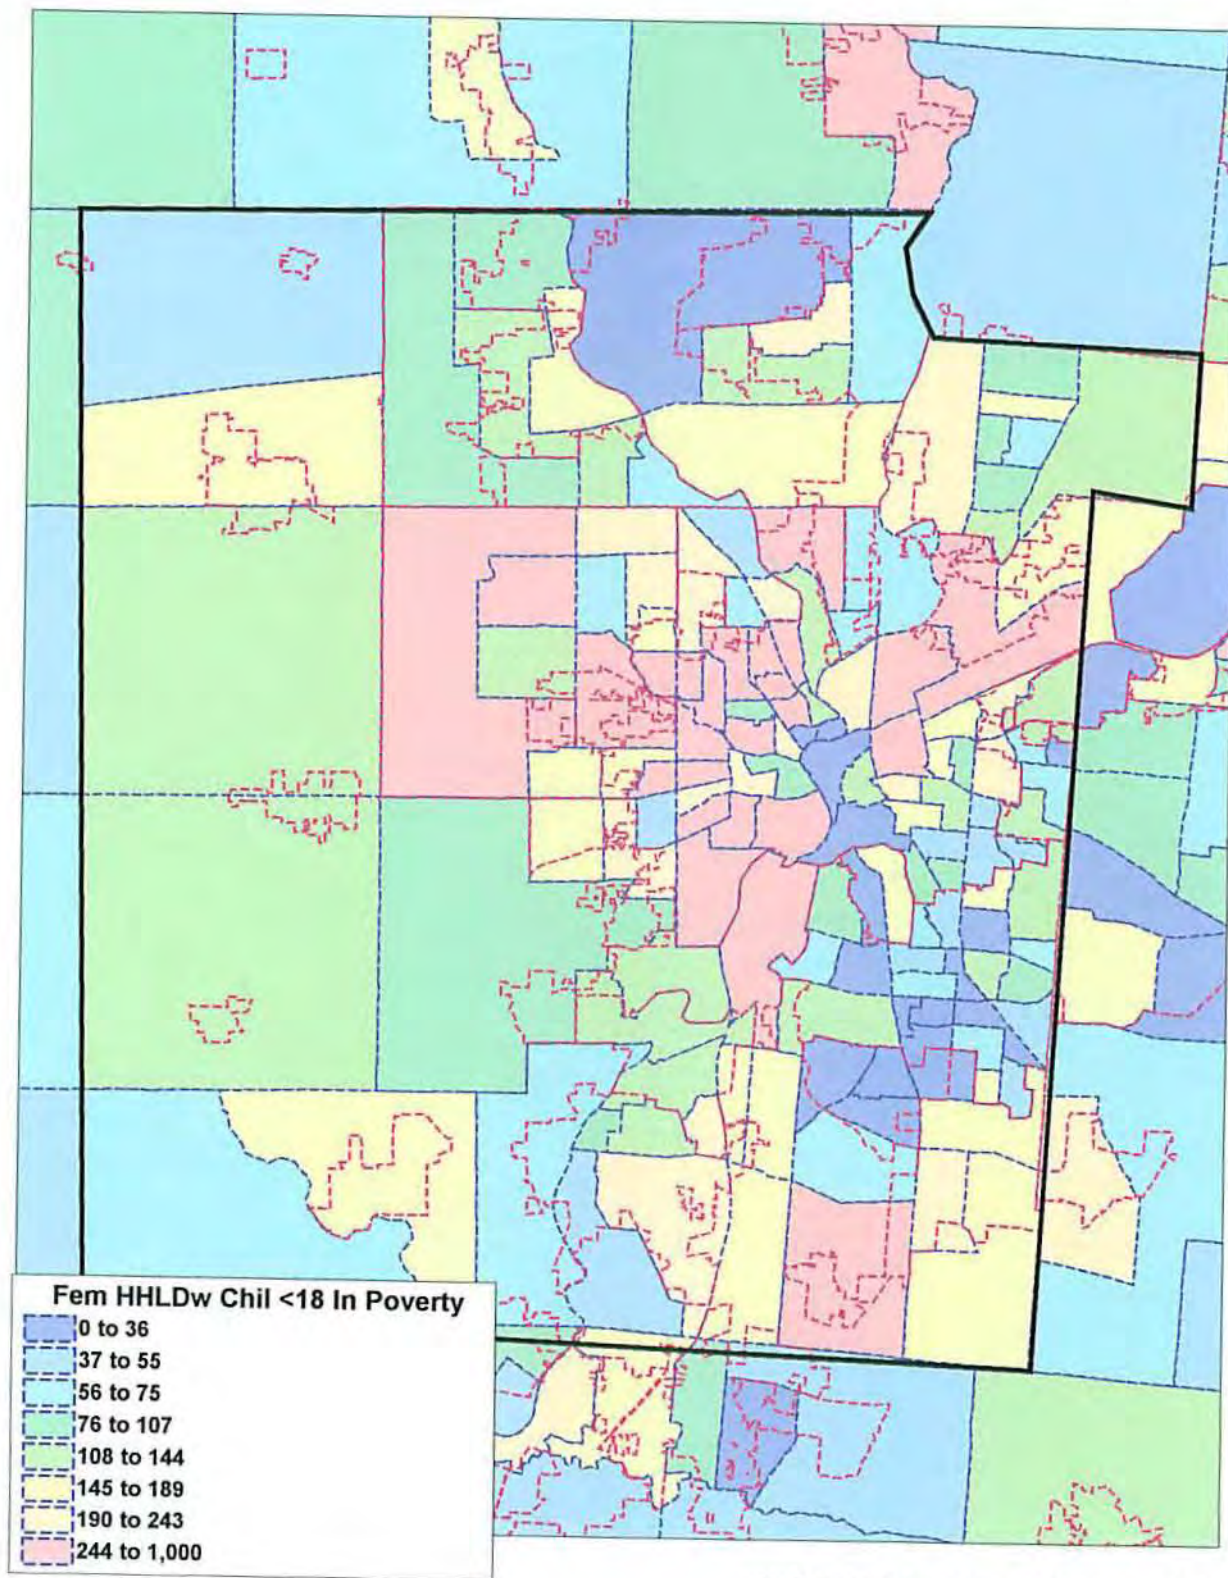 Fem HHLDw Chil <18 In Poverty
0 to 36
37 to 55
56 to 75
76 to 107
108 to 144
145 to 189
190 to 243
244 to 1,000